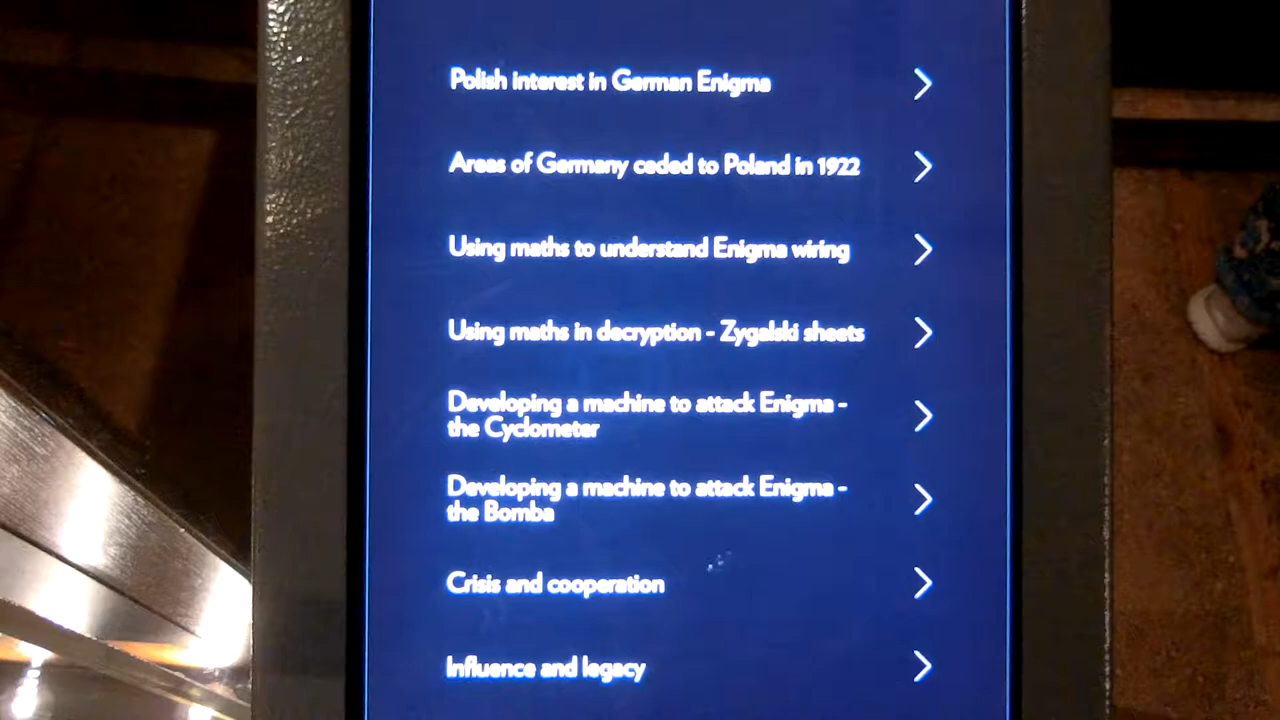 Polish interest in German Enigma
Areas of Germany ceded to Poland in 1922
Using maths to understand Enigma wiring
Using maths in decryption - Zygalski sheets
Developing a machine to attack Enigma -
the Cyclometer
Developing a machine to attack Enigma -
the Bomba
Crisis and cooperation
Influence and legacy